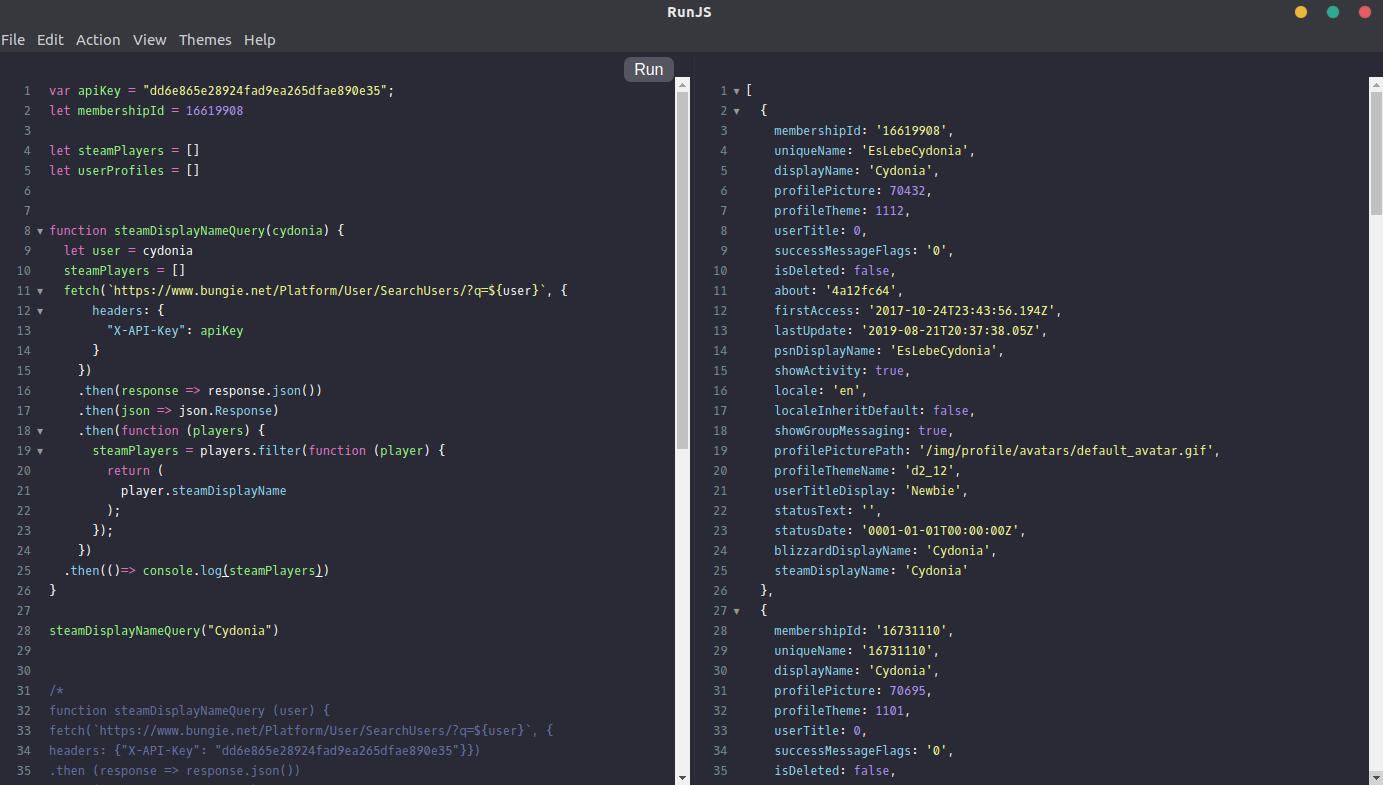 RunJS
File Edit Action View Themes Help
Run
1 var apiKey = "dd6e865e28924fad9ea265dfae890e35";
2 let membershipId = 16619908
3
4 let steamPlayers = []
5 let userProfiles = []
6
7
8 function steamDisplayNameQuery(cydonia) {
9 let user = cydonia
10 steamPlayers = []
11 fetch(`https://www.bungie.net/Platform/User/SearchUsers/?q=${user}`, {
12 headers: {
13 "X-API-Key": apiKey
14 }
15 })
16 .then(response => response.json())
17 .then(json => json.Response)
18 .then(function (players) {
19 steamPlayers = players.filter(function (player) {
20 return (
21 player.steamDisplayName
22 );
23 });
24 })
25 .then(()=> console.log(steamPlayers))
26 }
27
28 steamDisplayNameQuery("Cydonia")
29
30
31 /*
32 function steamDisplayNameQuery (user) {
33 fetch(`https://www.bungie.net/Platform/User/SearchUsers/?q=${user}`, {
34 headers: {"X-API-Key": "dd6e865e28924fad9ea265dfae890e35"}})
35 .then (response => response.json())
1 [
2 {
3 membershipId: '16619908',
4 uniqueName: 'EsLebeCydonia',
5 displayName: 'Cydonia',
6 profilePicture: 70432,
7 profileTheme: 1112,
8 userTitle: 0,
9 successMessageFlags: '0',
10 isDeleted: false,
11 about: '4a12fc64',
12 firstAccess: '2017-10-24T23:43:56.194Z',
13 lastUpdate: '2019-08-21T20:37:38.05Z',
14 psnDisplayName: 'EsLebeCydonia',
15 showActivity: true,
16 locale: 'en',
17 localeInheritDefault: false,
18 showGroupMessaging: true,
19 profilePicturePath: '/img/profile/avatars/default_avatar.gif',
20 profileThemeName: 'd2_12',
21 userTitleDisplay: 'Newbie',
22 statusText: '',
23 statusDate: '0001-01-01T00:00:00Z',
24 blizzardDisplayName: 'Cydonia',
25 steamDisplayName: 'Cydonia'
26 },
27 {
28 membershipId: '16731110',
29 uniqueName: '16731110',
30 displayName: 'Cydonia',
31 profilePicture: 70695,
32 profileTheme: 1101,
33 userTitle: 0,
34 successMessageFlags: '0',
35 isDeleted: false,